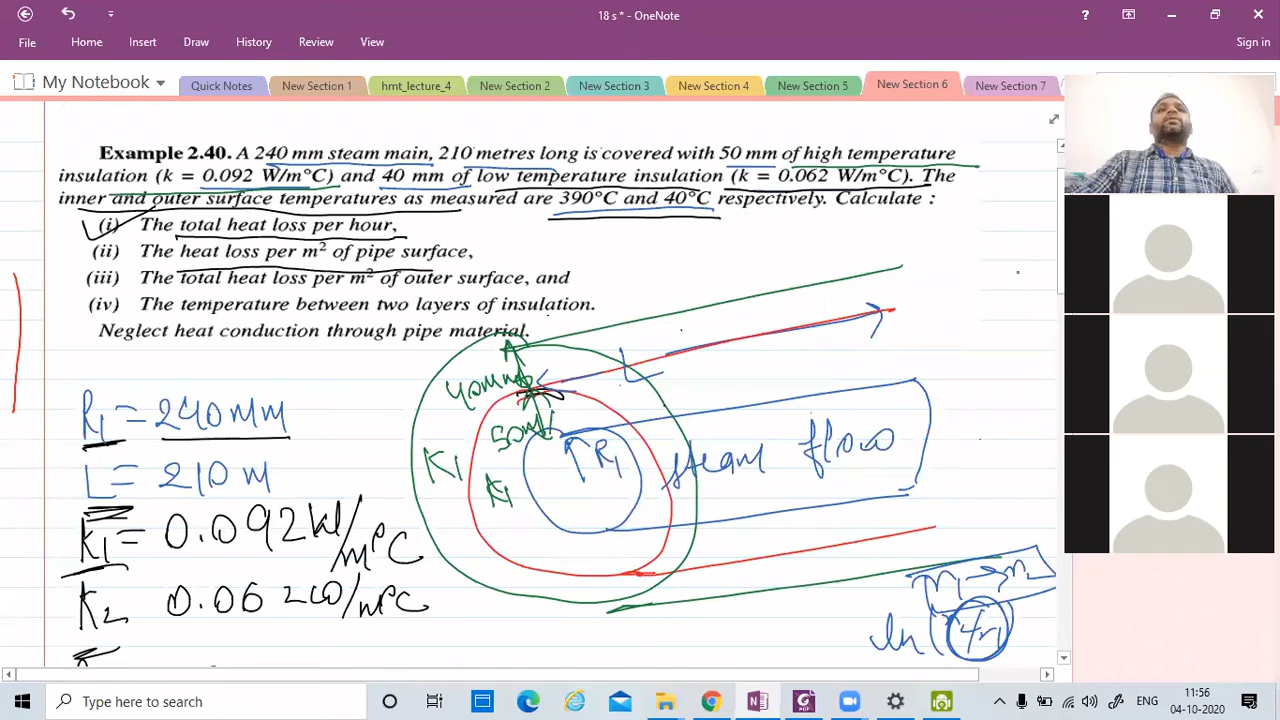 18 s * - OneNote
File Home Insert Draw History Review View
Sign in
My Notebook Quick Notes New Section 1 hmt_lecture_4 New Section 2 New Section 3 New Section 4 New Section 5 New Section 6 New Section 7
Example 2.40. A 240 mm steam main, 210 metres long is covered with 50 mm of high temperature
insulation (k = 0.092 W/m°C) and 40 mm of low temperature insulation (k = 0.062 W/m°C). The
inner and outer surface temperatures as measured are 390°C and 40°C respectively. Calculate :
(i) The total heat loss per hour,
(ii) The heat loss per m² of pipe surface,
(iii) The total heat loss per m² of outer surface, and
(iv) The temperature between two layers of insulation.
Neglect heat conduction through pipe material.
L
40mm
R1 = 240mm
50m
K1
K1
R1
steam flow
L = 210 m
K1 = 0.092 W/m°C
K2 0.062 W/m°C
r1 → r2
ln
Type here to search
ENG
11:56
04-10-2020